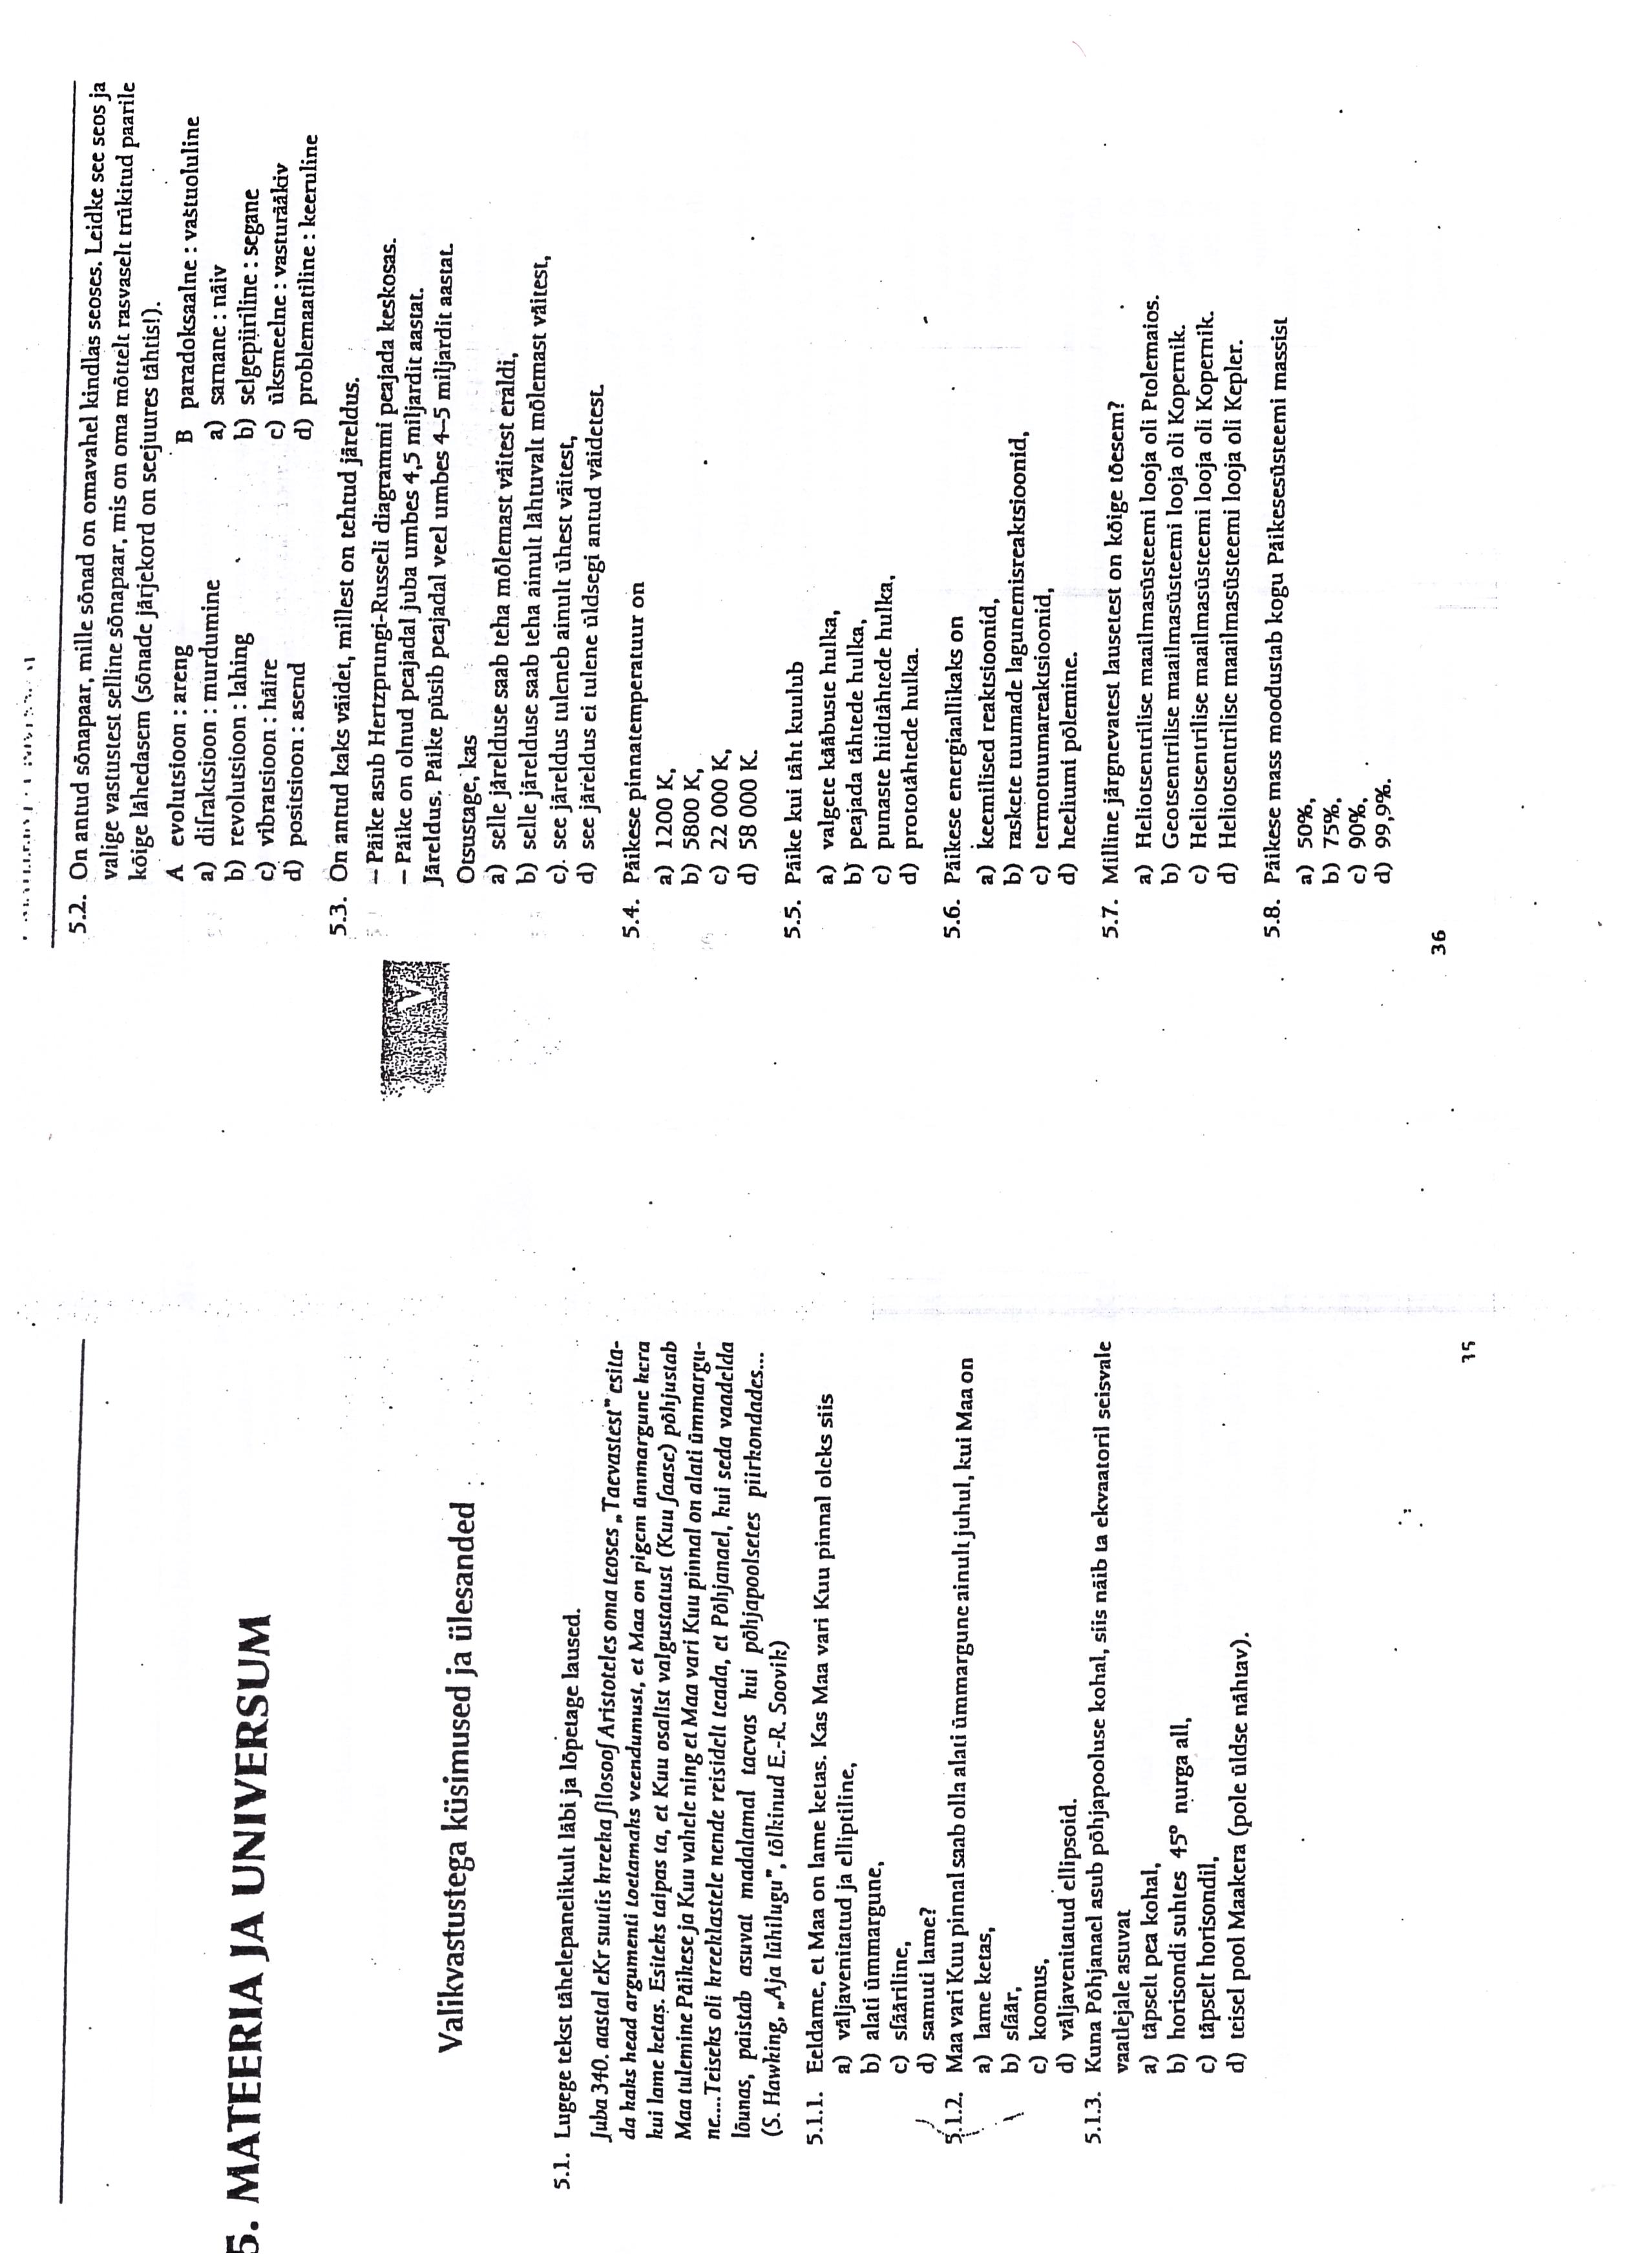 5. MATEERIA JA UNIVERSUM
Valikvastustega küsimused ja ülesanded
5.1. Lugege tekst tähelepanelikult läbi ja lõpetage laused.
Juba 340. aastal eKr suutis kreeka filosoof Aristoteles oma teoses „Taevastest" esita-
da kaks head argumenti toetamaks veendumust, et Maa on pigem ümmargune kera
kui lame ketas. Esiteks taipas ta, et Kuu osalist valgustatust (Kuu faase) põhjustab
Maa tulemine Päikese ja Kuu vahele ning et Maa vari Kuu pinnal on alati ümmargu-
ne....Teiseks oli kreeklastele nende reisidelt teada, et Põhjanael, kui seda vaadelda
lõunas, paistab asuvat madalamal taevas kui põhjapoolsetes piirkondades...
(S. Hawking, „Aja lühilugu", tõlkinud E.-R. Soovik)
5.1.1. Eeldame, et Maa on lame ketas. Kas Maa vari Kuu pinnal oleks siis
a) väljavenitatud ja elliptiline,
b) alati ümmargune,
c) sfääriline,
d) samuti lame?
5.1.2. Maa vari Kuu pinnal saab olla alati ümmargune ainult juhul, kui Maa on
a) lame ketas,
b) sfäär,
c) koonus,
d) väljavenitatud ellipsoid.
5.1.3. Kuna Põhjanael asub põhjapooluse kohal, siis näib ta ekvaatoril seisvale
vaatlejale asuvat
a) täpselt pea kohal,
b) horisondi suhtes 45° nurga all,
c) täpselt horisondil,
d) teisel pool Maakera (pole üldse nähtav).
35
5.2. On antud sõnapaar, mille sõnad on omavahel kindlas seoses. Leidke see seos ja
valige vastustest selline sõnapaar, mis on oma mõttelt rasvaselt trükitud paarile
kõige lähedasem (sõnade järjekord on seejuures tähtis!).
A evolutsioon : areng
a) difraktsioon : murdumine
b) revolutsioon : lahing
c) vibratsioon : häire
d) positsioon : asend
B paradoksaalne : vastuoluline
a) sarnane : näiv
b) selgepiiriline : segane
c) üksmeelne : vasturääkiv
d) problemaatiline : keeruline
5.3. On antud kaks väidet, millest on tehtud järeldus.
– Päike asub Hertzprungi-Russeli diagrammi peajada keskosas.
– Päike on olnud peajadal juba umbes 4,5 miljardit aastat.
Järeldus. Päike püsib peajadal veel umbes 4–5 miljardit aastat.
V
Otsustage, kas
a) selle järelduse saab teha mõlemast väitest eraldi,
b) selle järelduse saab teha ainult lähtuvalt mõlemast väitest,
c). see järeldus tuleneb ainult ühest väitest,
d) see järeldus ei tulene üldsegi antud väidetest.
5.4. Päikese pinnatemperatuur on
a) 1200 K,
b) 5800 K,
c) 22 000 K,
d) 58 000 K.
5.5. Päike kui täht kuulub
a) valgete kääbuste hulka,
b) peajada tähtede hulka,
c) punaste hiidtähtede hulka,
d) prototähtede hulka.
5.6. Päikese energiaallikaks on
a) keemilised reaktsioonid,
b) raskete tuumade lagunemisreaktsioonid,
c) termotuumareaktsioonid,
d) heeliumi põlemine.
5.7. Milline järgnevatest lausetest on kõige tõesem?
a) Heliotsentrilise maailmasüsteemi looja oli Ptolemaios.
b) Geotsentrilise maailmasüsteemi looja oli Kopernik.
c) Heliotsentrilise maailmasüsteemi looja oli Kopernik.
d) Heliotsentrilise maailmasüsteemi looja oli Kepler.
5.8. Päikese mass moodustab kogu Päikesesüsteemi massist
a) 50%,
b) 75%,
c) 90%,
d) 99,9%.
36